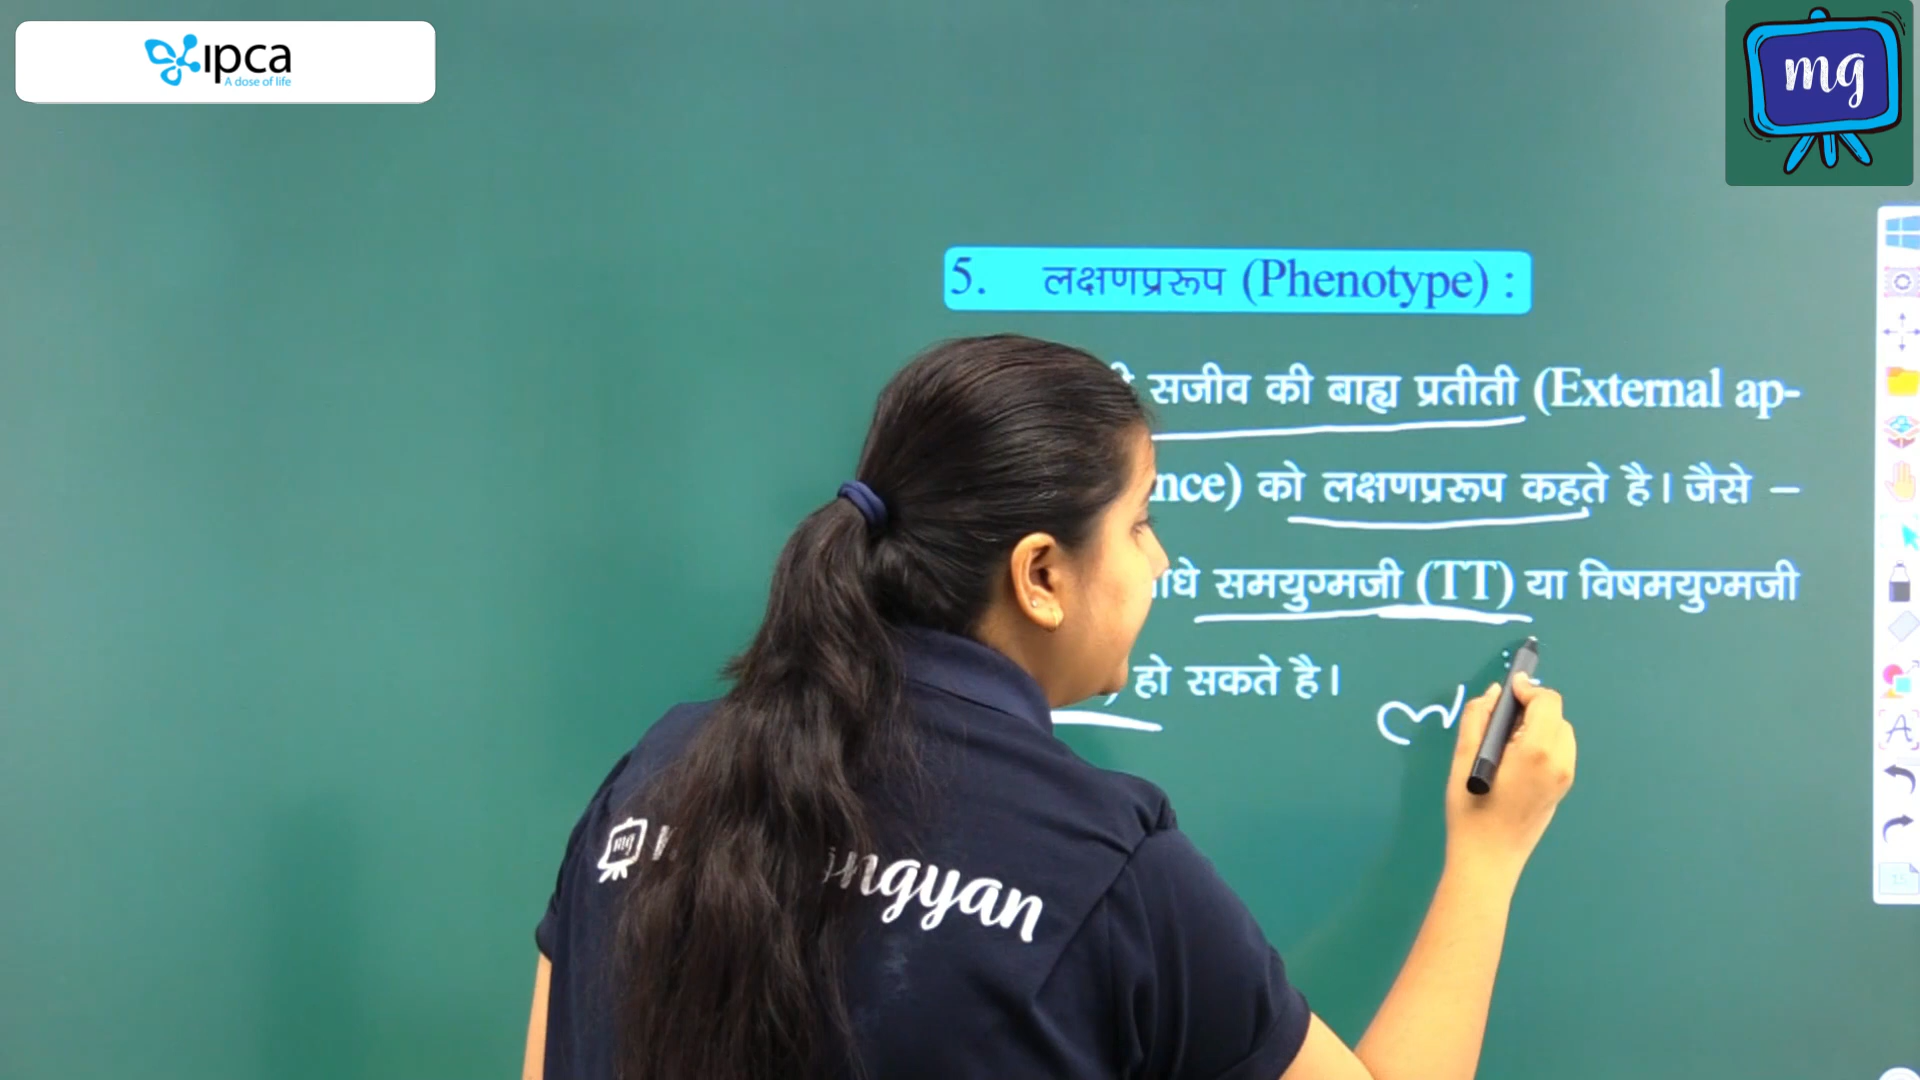 ipca
A dose of life
mg
5. लक्षणप्ररूप (Phenotype) :
सजीव की बाह्य प्रतीती (External ap-
nce) को लक्षणप्ररूप कहते है। जैसे –
समयुग्मजी (TT) या विषमयुग्मजी
हो सकते है।
mg
ngyan